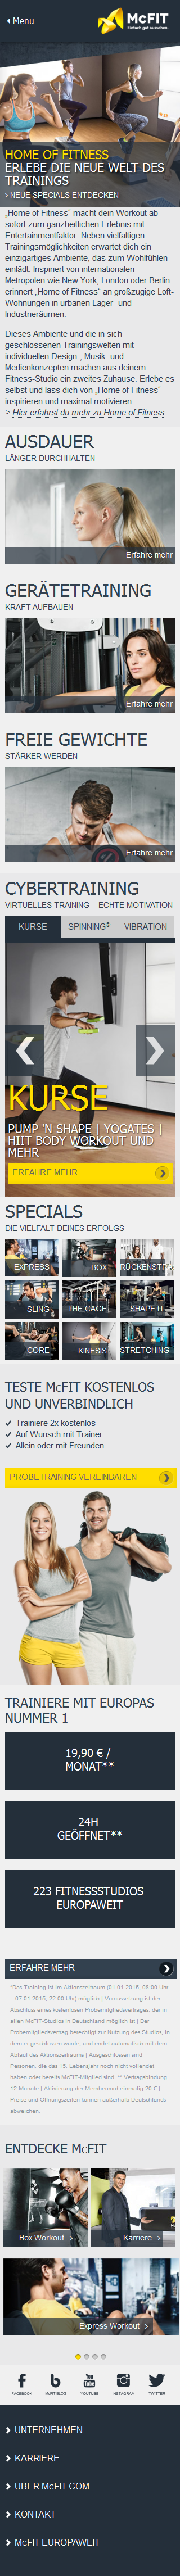 Menu
McFIT
Einfach gut aussehen.
HOME OF FITNESS
ERLEBE DIE NEUE WELT DES
TRAININGS
› NEUE SPECIALS ENTDECKEN
„Home of Fitness" macht dein Workout ab
sofort zum ganzheitlichen Erlebnis mit
Entertainmentfaktor. Neben vielfältigen
Trainingsmöglichkeiten erwartet dich ein
einzigartiges Ambiente, das zum Wohlfühlen
einlädt: Inspiriert von internationalen
Metropolen wie New York, London oder Berlin
erinnert „Home of Fitness" an großzügige Loft-
Wohnungen in urbanen Lager- und
Industrieräumen.
Dieses Ambiente und die in sich
geschlossenen Trainingswelten mit
individuellen Design-, Musik- und
Medienkonzepten machen aus deinem
Fitness-Studio ein zweites Zuhause. Erlebe es
selbst und lass dich von „Home of Fitness"
inspirieren und maximal motivieren.
> Hier erfährst du mehr zu Home of Fitness
AUSDAUER
LÄNGER DURCHHALTEN
Erfahre mehr
GERÄTETRAINING
KRAFT AUFBAUEN
Erfahre mehr
FREIE GEWICHTE
STÄRKER WERDEN
Erfahre mehr
CYBERTRAINING
VIRTUELLES TRAINING – ECHTE MOTIVATION
KURSE SPINNING® VIBRATION
KURSE
PUMP 'N SHAPE | YOGATES |
HIIT BODY WORKOUT UND
MEHR
ERFAHRE MEHR
SPECIALS
DIE VIELFALT DEINES ERFOLGS
EXPRESS BOX RÜCKENSTR
SLING THE CAGE SHAPE IT
CORE KINESIS STRETCHING
TESTE McFIT KOSTENLOS
UND UNVERBINDLICH
Trainiere 2x kostenlos
Auf Wunsch mit Trainer
Allein oder mit Freunden
PROBETRAINING VEREINBAREN
TRAINIERE MIT EUROPAS
NUMMER 1
19,90 € /
MONAT**
24H
GEÖFFNET**
223 FITNESSSTUDIOS
EUROPAWEIT
ERFAHRE MEHR
*Das Training ist im Aktionszeitraum (01.01.2015, 06:00 Uhr
– 07.01.2015, 22:00 Uhr) möglich | Voraussetzung ist der
Abschluss eines kostenlosen Probemitgliedsvertrages, der in
allen McFIT-Studios in Deutschland möglich ist | Der
Probemitgliedsvertrag berechtigt zur Nutzung des Studios, in
dem er geschlossen wurde, und endet automatisch mit dem
Ablauf des Aktionszeitraums | Ausgeschlossen sind
Personen, die das 15. Lebensjahr noch nicht vollendet
haben oder bereits McFIT-Mitglied sind. ** Vertragsbindung
12 Monate | Aktivierung der Membercard einmalig 20 € |
Preise und Öffnungszeiten können außerhalb Deutschlands
abweichen.
ENTDECKE McFIT
Box Workout › Karriere ›
Express Workout ›
FACEBOOK McFIT BLOG YOUTUBE INSTAGRAM TWITTER
UNTERNEHMEN
KARRIERE
ÜBER McFIT.COM
KONTAKT
McFIT EUROPAWEIT